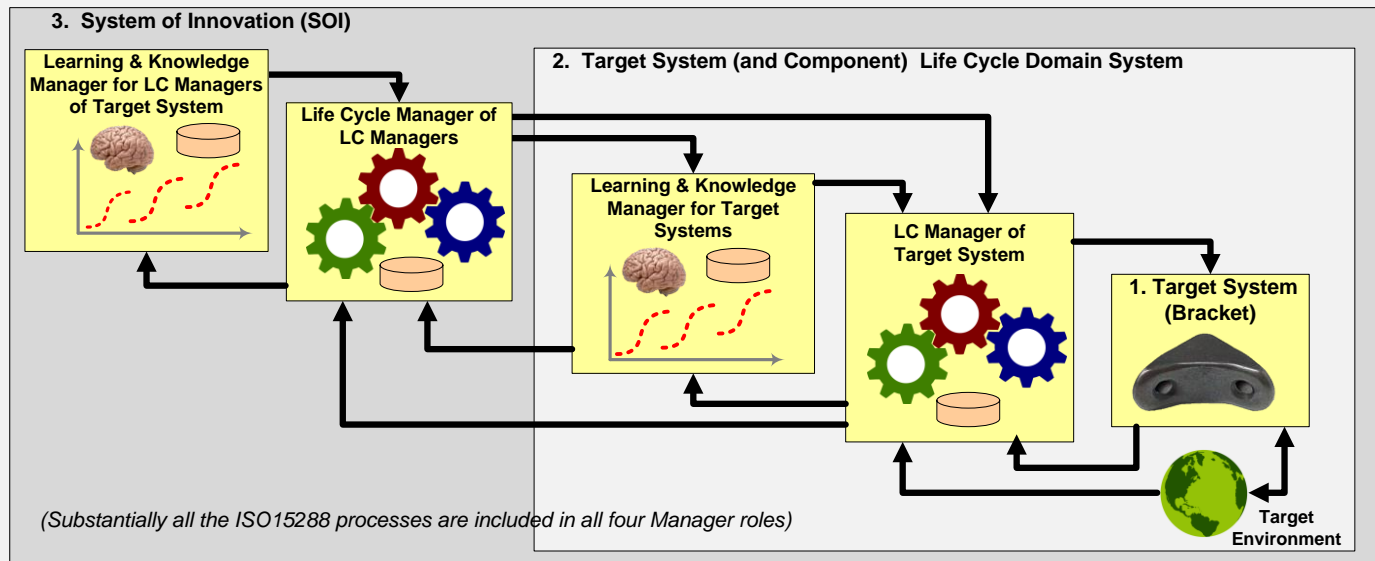 3. System of Innovation (SOI)
Learning & Knowledge
Manager for LC Managers
of Target System
Life Cycle Manager of
LC Managers
2. Target System (and Component) Life Cycle Domain System
Learning & Knowledge
Manager for Target
Systems
LC Manager of
Target System
1. Target System
(Bracket)
Target
Environment
(Substantially all the ISO15288 processes are included in all four Manager roles)